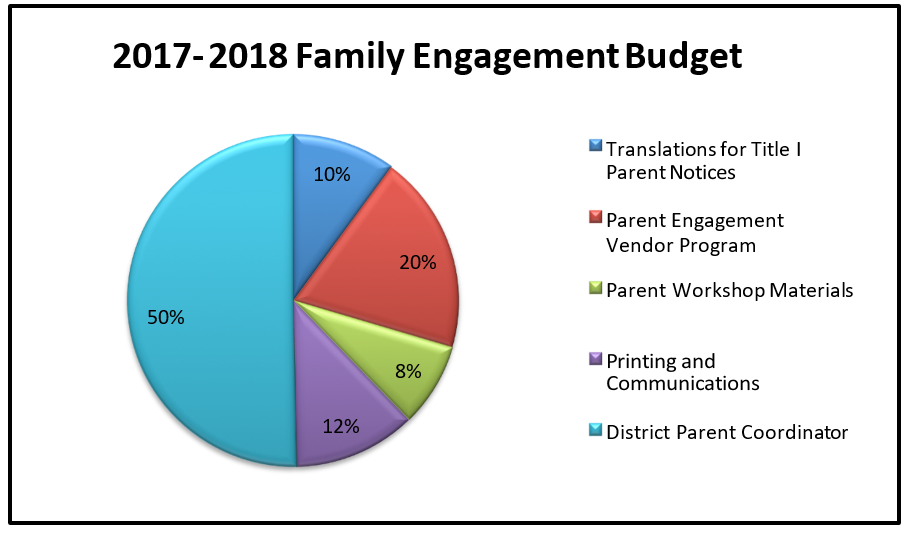 2017-2018 Family Engagement Budget
10%
20%
8%
12%
50%
Translations for Title I
Parent Notices
Parent Engagement
Vendor Program
Parent Workshop Materials
Printing and
Communications
District Parent Coordinator